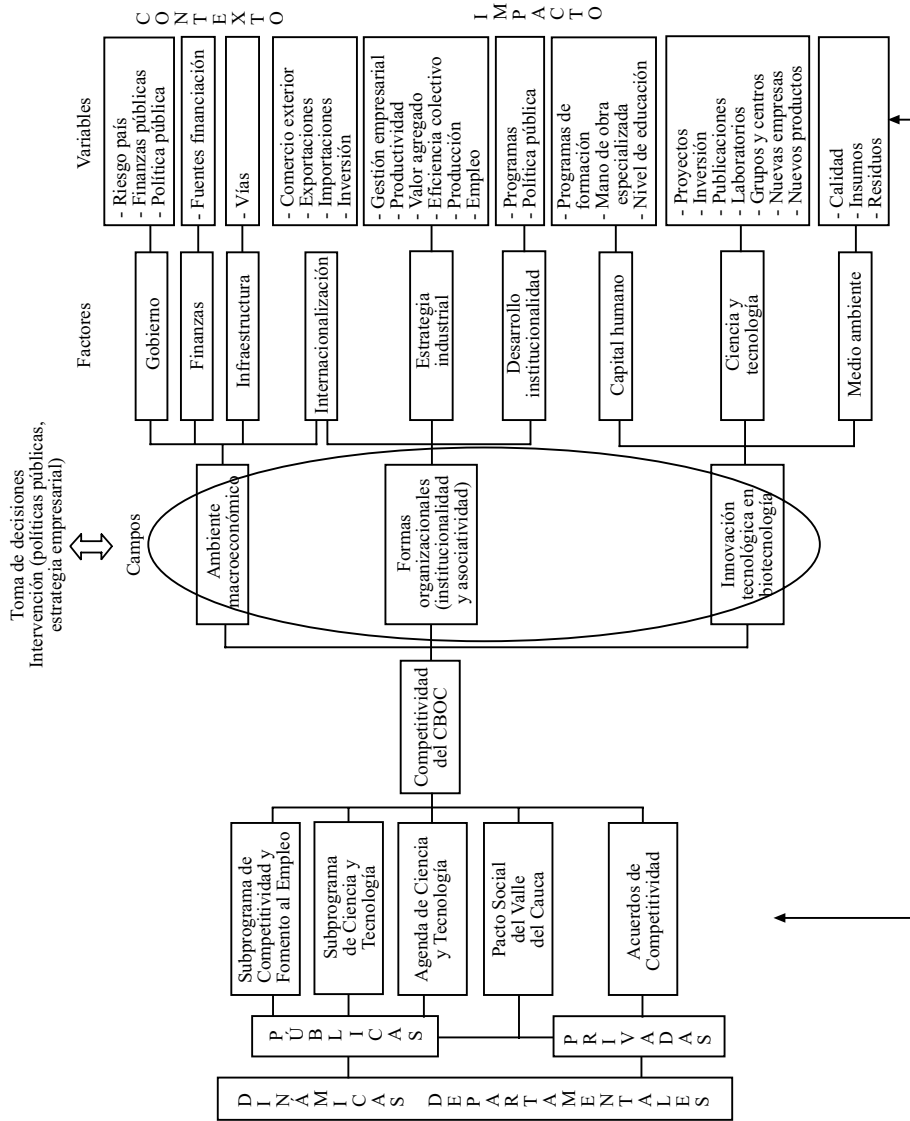 Toma de decisiones
Intervención (políticas públicas,
estrategia empresarial)
Campos
Factores
Variables
DINÁMICAS DEPARTAMENTALES
PÚBLICAS
PRIVADAS
Subprograma de
Competitividad y
Fomento al Empleo
Subprograma
de Ciencia y
Tecnología
Agenda de Ciencia
y Tecnología
Pacto Social
del Valle
del Cauca
Acuerdos de
Competitividad
Competitividad
del CBOC
Ambiente
macroeconómico
Formas
organizacionales
(institucionalidad
y asociatividad)
Innovación
tecnológica en
biotecnología
Gobierno
Finanzas
Infraestructura
Internacionalización
Estrategia
industrial
Desarrollo
institucionalidad
Capital humano
Ciencia y
tecnología
Medio ambiente
- Riesgo país
- Finanzas públicas
- Política pública
- Fuentes financiación
- Vías
- Comercio exterior
- Exportaciones
- Importaciones
- Inversión
- Gestión empresarial
- Productividad
- Valor agregado
- Eficiencia colectivo
- Producción
- Empleo
- Programas
- Política pública
- Programas de
formación
- Mano de obra
especializada
- Nivel de educación
- Proyectos
- Inversión
- Publicaciones
- Laboratorios
- Grupos y centros
- Nuevas empresas
- Nuevos productos
- Calidad
- Insumos
- Residuos
CONTEXTO
IMPACTO